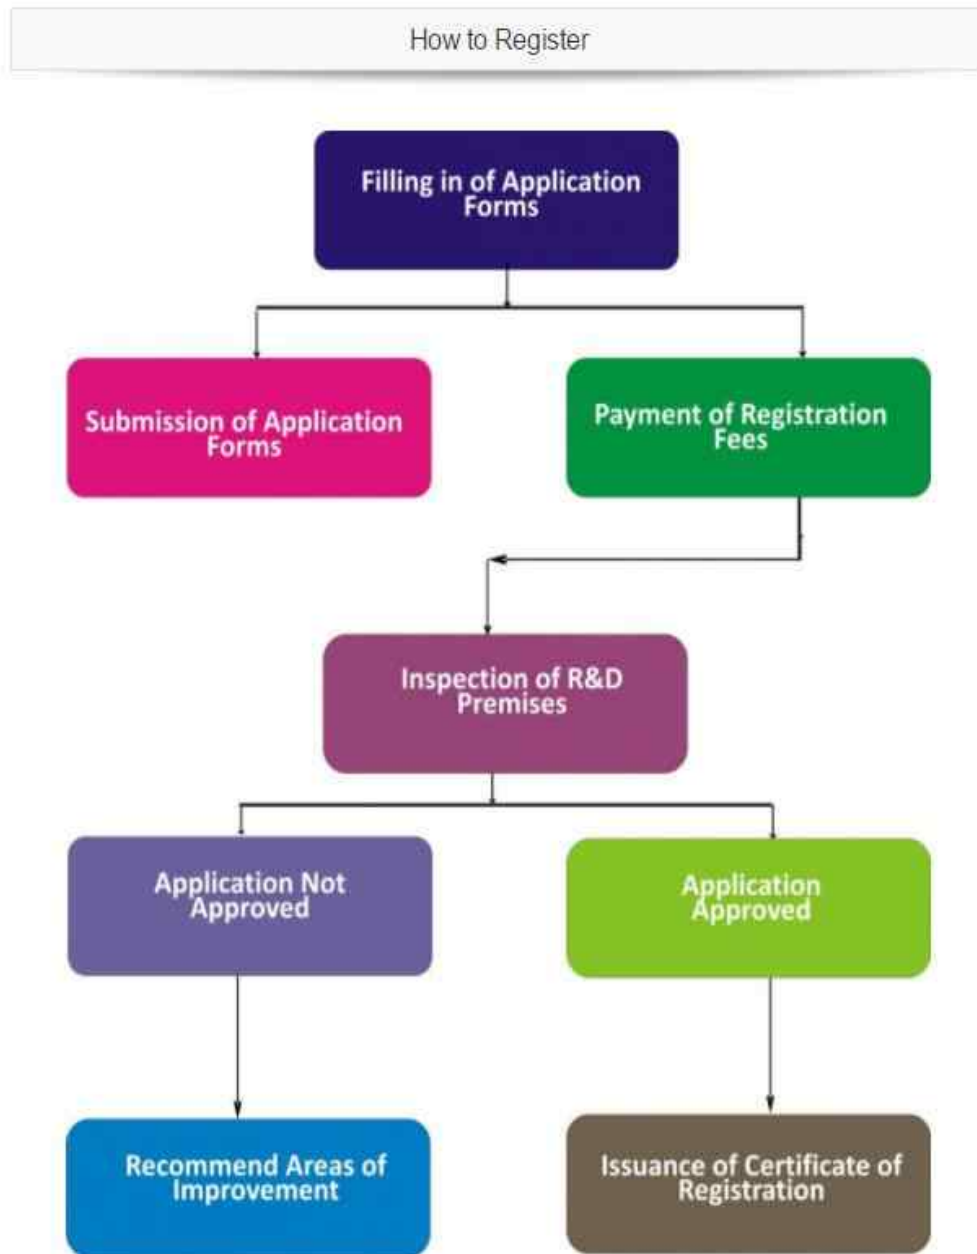 How to Register
Filling in of Application
Forms
Submission of Application
Forms
Payment of Registration
Fees
Inspection of R&D
Premises
Application Not
Approved
Application
Approved
Recommend Areas of
Improvement
Issuance of Certificate of
Registration